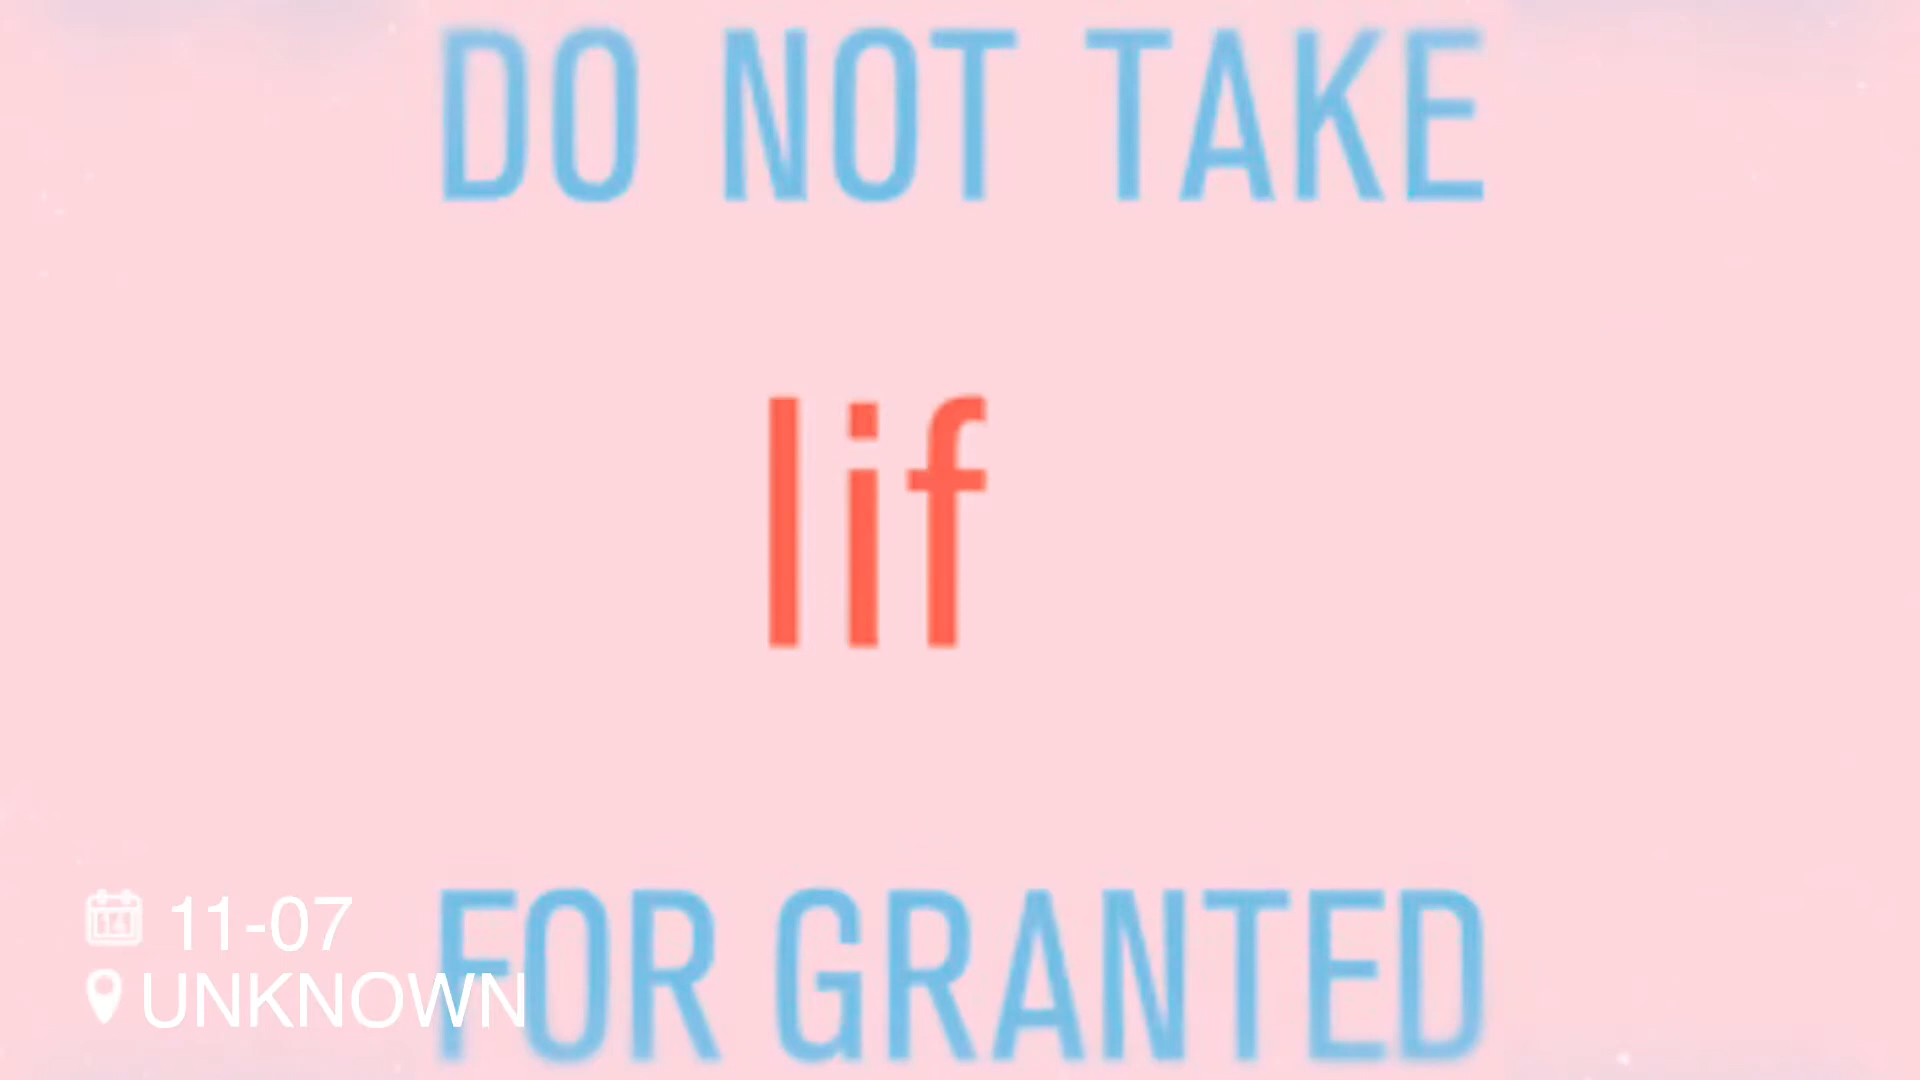 DO NOT TAKE
lif
FOR GRANTED
11-07
UNKNOWN